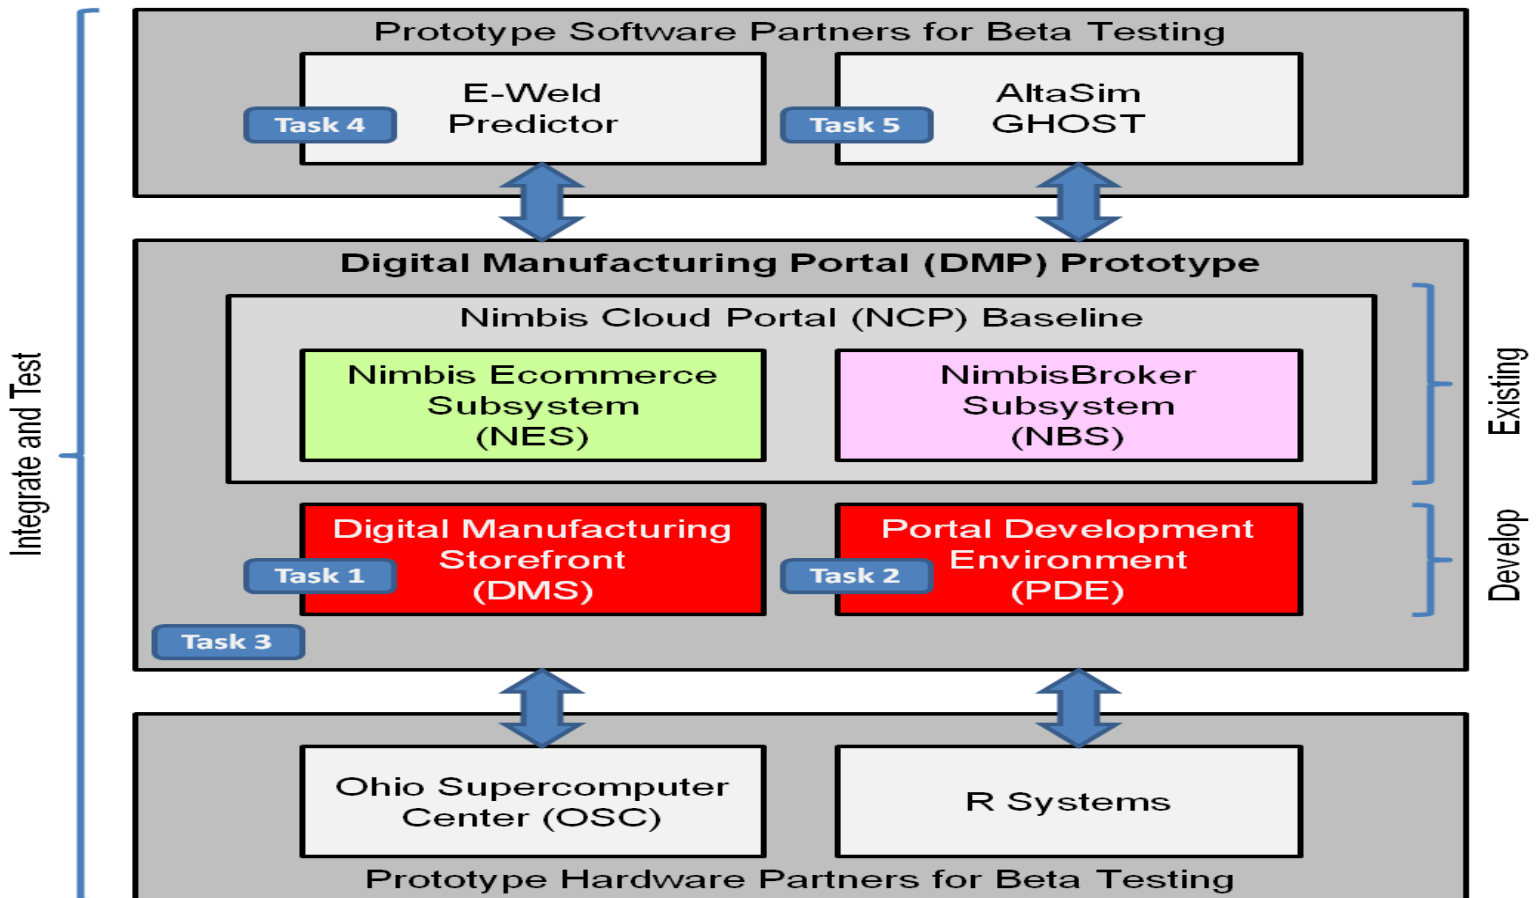 Prototype Software Partners for Beta Testing
E-Weld
Predictor
Task 4
AltaSim
GHOST
Task 5
Digital Manufacturing Portal (DMP) Prototype
Nimbis Cloud Portal (NCP) Baseline
Nimbis Ecommerce
Subsystem
(NES)
NimbisBroker
Subsystem
(NBS)
Digital Manufacturing
Storefront
(DMS)
Task 1
Portal Development
Environment
(PDE)
Task 2
Task 3
Ohio Supercomputer
Center (OSC)
R Systems
Prototype Hardware Partners for Beta Testing
Integrate and Test
Existing
Develop